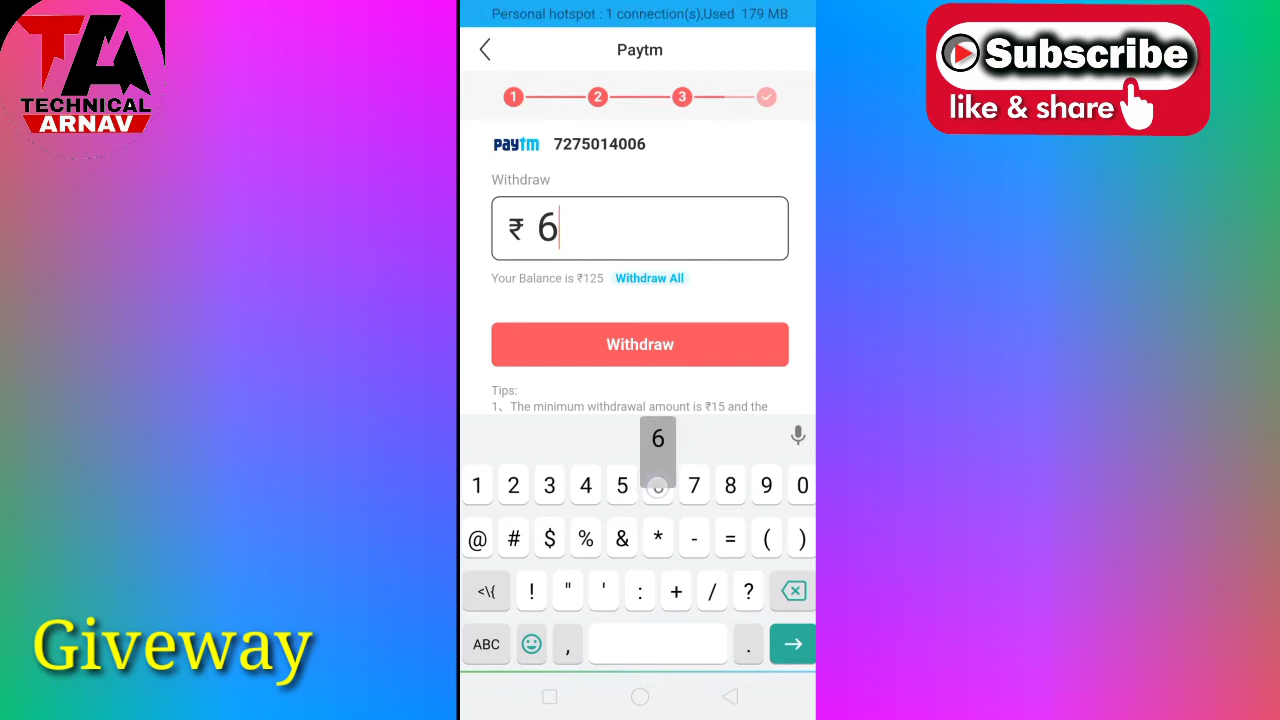 Personal hotspot : 1 connection(s),Used 179 MB
TA
TECHNICAL
ARNAV
Paytm
Subscribe
like & share
1 2 3
paytm 7275014006
Withdraw
₹ 6
Your Balance is ₹125 Withdraw All
Withdraw
Tips:
1、The minimum withdrawal amount is ₹15 and the
6
1 2 3 4 5 6 7 8 9 0
@ # $ % & * - = ( )
<\{ ! " ' : + / ?
ABC , .
Giveway